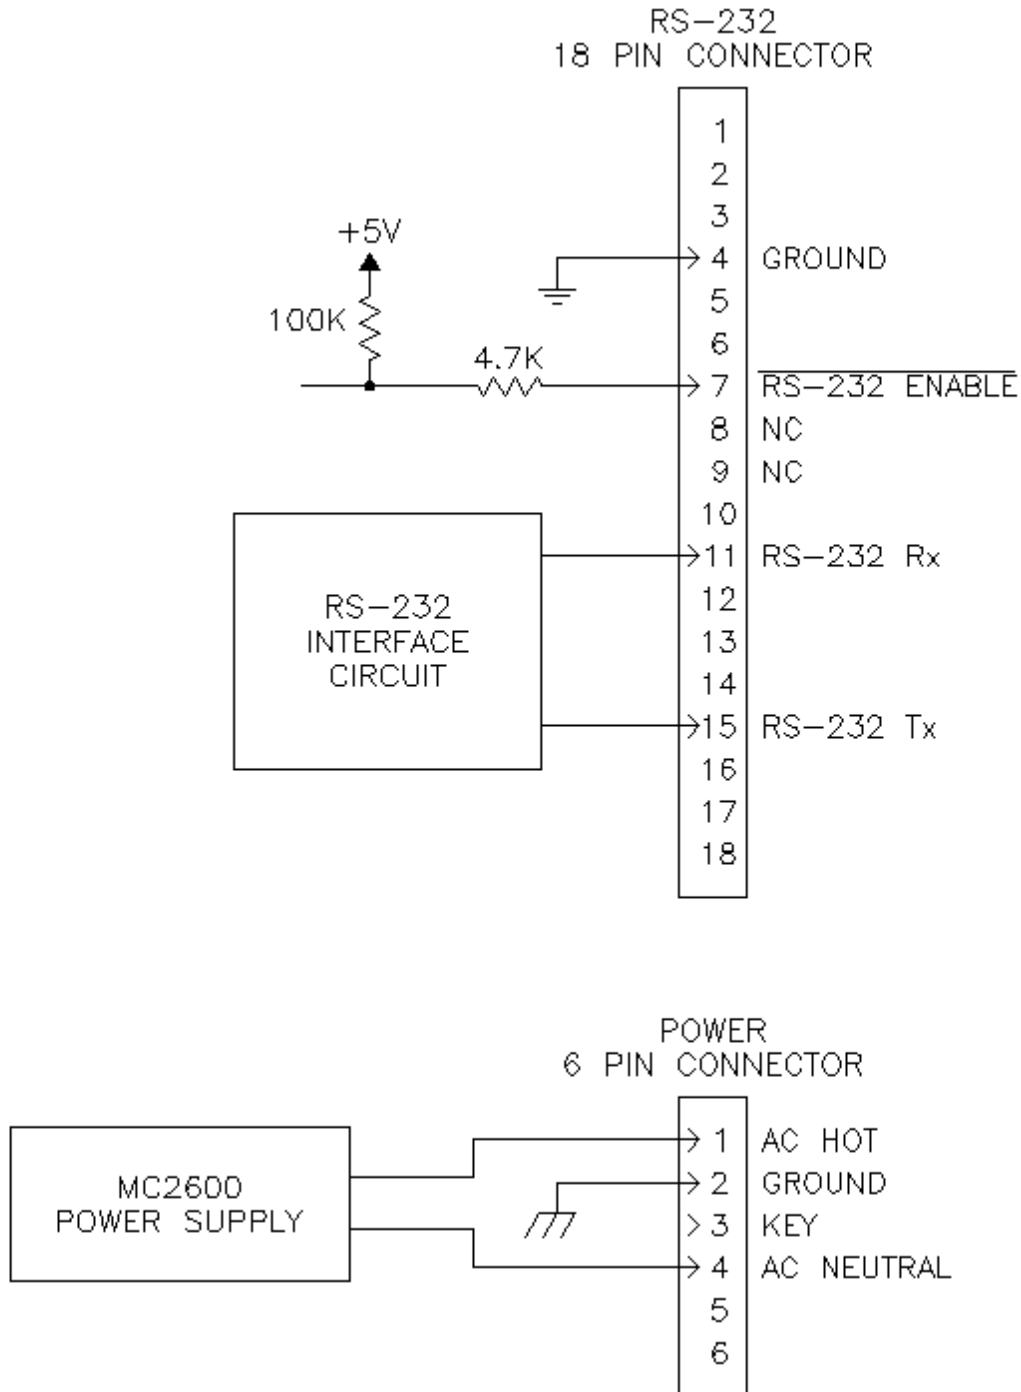 RS-232
18 PIN CONNECTOR
1
2
3
+5V
4 GROUND
5
100K
6
4.7K
7 RS-232 ENABLE
8 NC
9 NC
10
11 RS-232 Rx
RS-232
INTERFACE
CIRCUIT
12
13
14
15 RS-232 Tx
16
17
18
POWER
6 PIN CONNECTOR
MC2600
POWER SUPPLY
1 AC HOT
2 GROUND
3 KEY
4 AC NEUTRAL
5
6